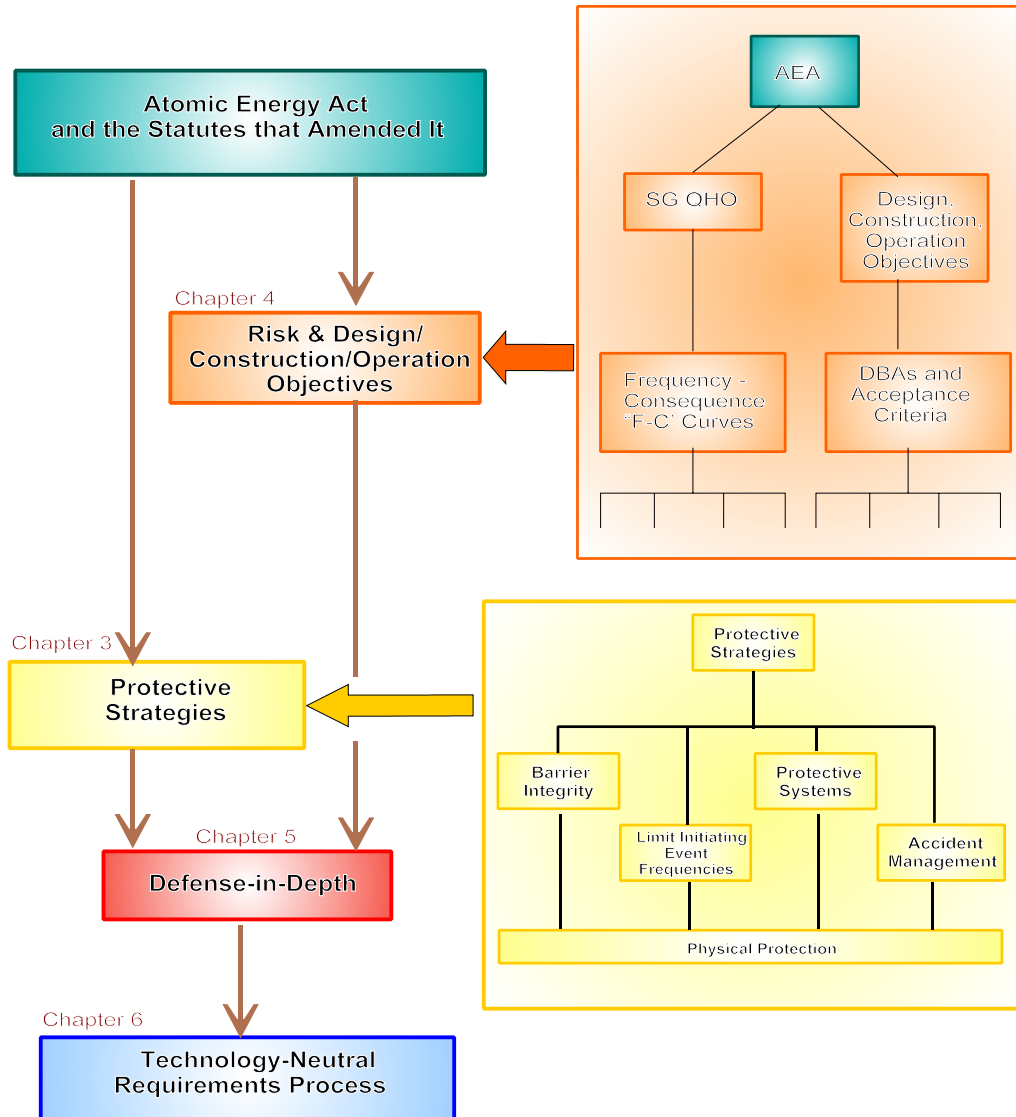 Atomic Energy Act
and the Statutes that Amended It
Chapter 4
Risk & Design/
Construction/Operation
Objectives
Chapter 3
Protective
Strategies
Chapter 5
Defense-in-Depth
Chapter 6
Technology-Neutral
Requirements Process
AEA
SG QHO
Design,
Construction,
Operation
Objectives
Frequency -
Consequence
“F-C’ Curves
DBAs and
Acceptance
Criteria
Protective
Strategies
Barrier
Integrity
Limit Initiating
Event
Frequencies
Protective
Systems
Accident
Management
Physical Protection